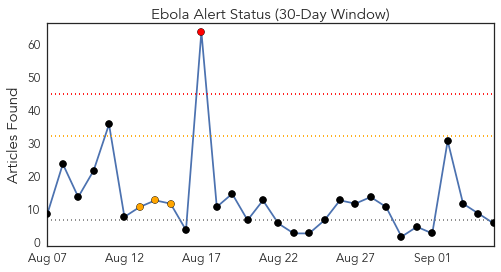 Ebola Alert Status (30-Day Window)
Articles Found
60
50
40
30
20
10
0
Aug 07 Aug 12 Aug 17 Aug 22 Aug 27 Sep 01